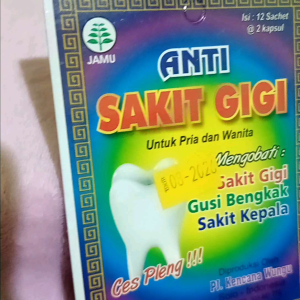 Isi : 12 Sachet
@ 2 kapsul
JAMU
ANTI
SAKIT GIGI
Untuk Pria dan Wanita
Mengobati :
Sakit Gigi
Gusi Bengkak
Sakit Kepala
Ces Pleng !!!
Pj. Kencana Wungu